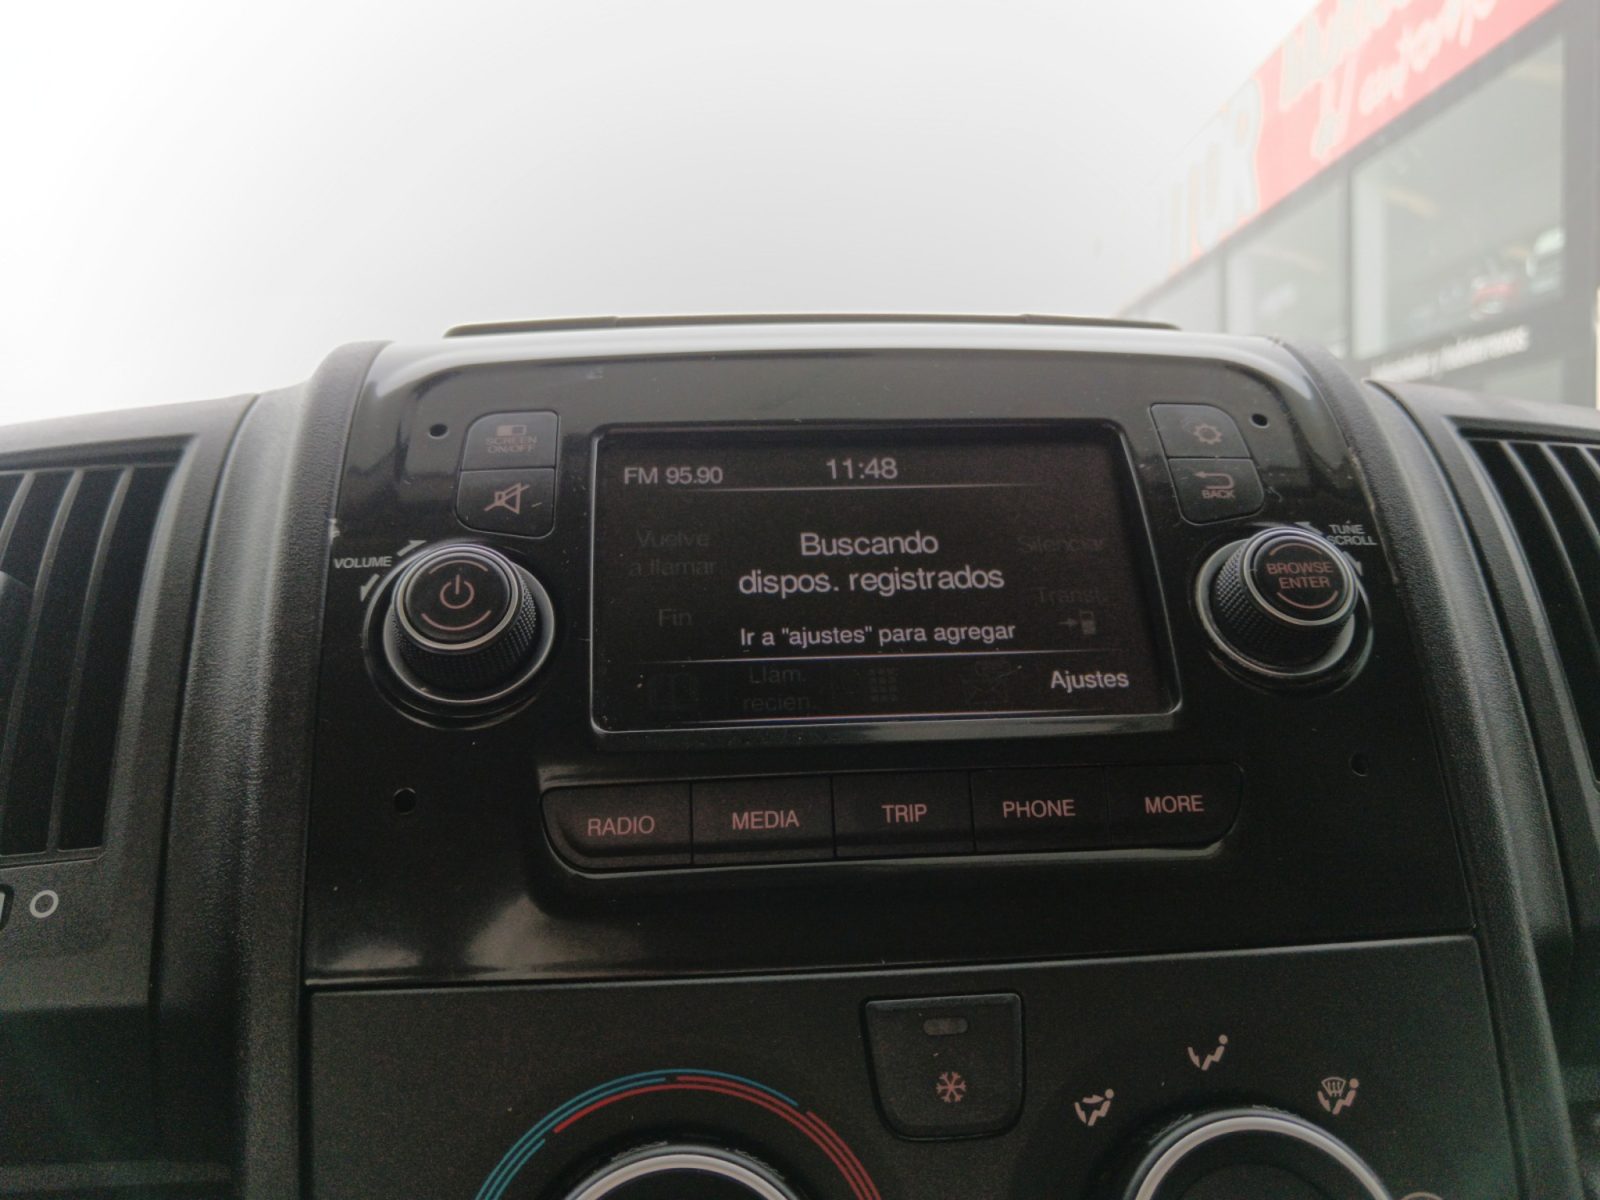 SCREEN
ON/OFF
VOLUME
FM 95.90
11:48
Vuelve
a llamar
Buscando
dispos. registrados
Silenciar
Fin
Transf.
Ir a "ajustes" para agregar
Llam.
recien.
Ajustes
BACK
TUNE
SCROLL
BROWSE
ENTER
RADIO
MEDIA
TRIP
PHONE
MORE